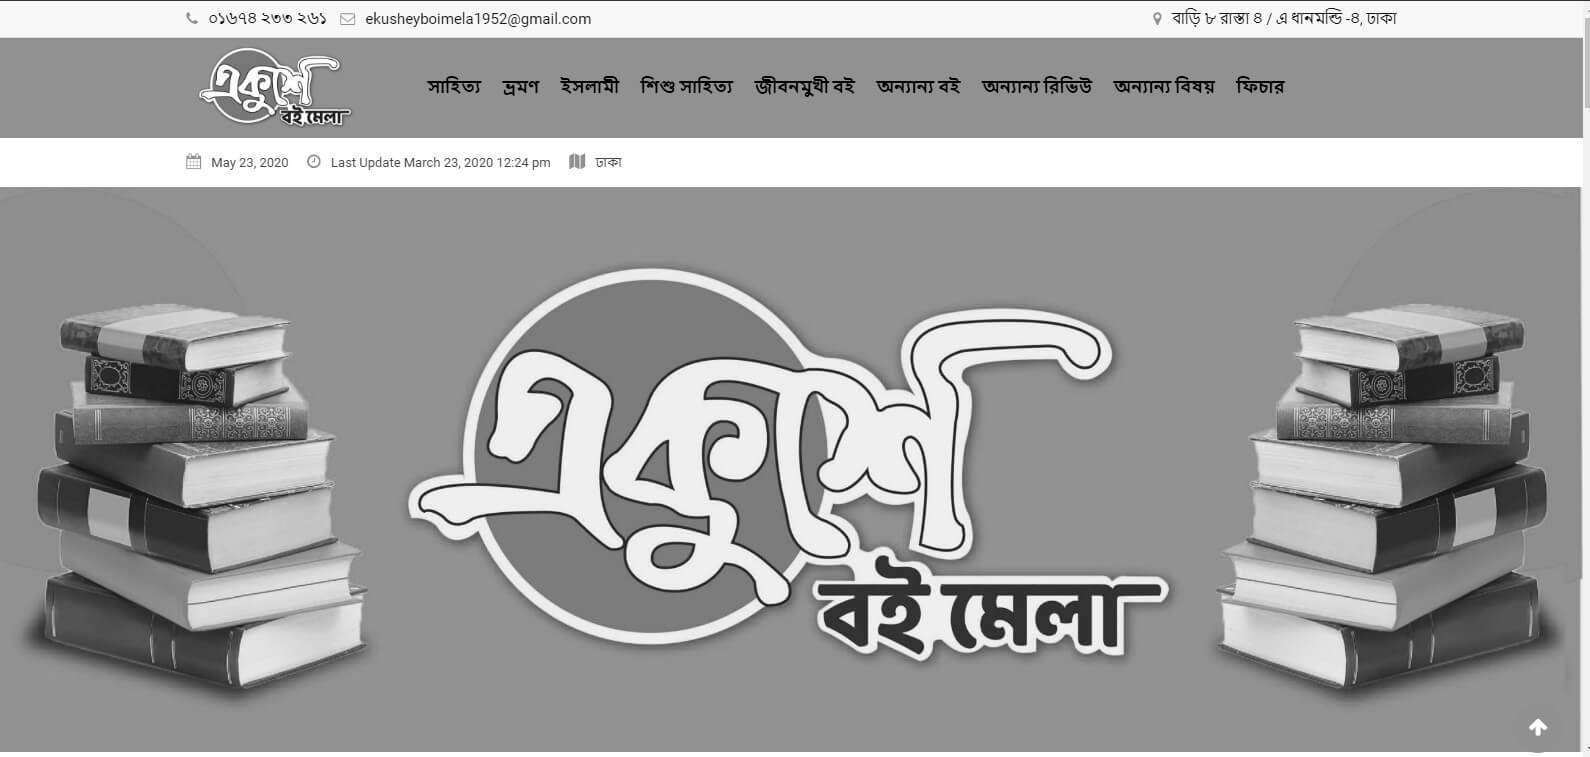 ০১৬৭৪ ২৩৩ ২৬১ ekusheyboimela1952@gmail.com বাড়ি ৮ রাস্তা ৪ / এ ধানমন্ডি -৪, ঢাকা
একুশে
বই মেলা
সাহিত্য ভ্রমণ ইসলামী শিশু সাহিত্য জীবনমুখী বই অন্যান্য বই অন্যান্য রিভিউ অন্যান্য বিষয় ফিচার
May 23, 2020 Last Update March 23, 2020 12:24 pm ঢাকা
একুশে
বই মেলা